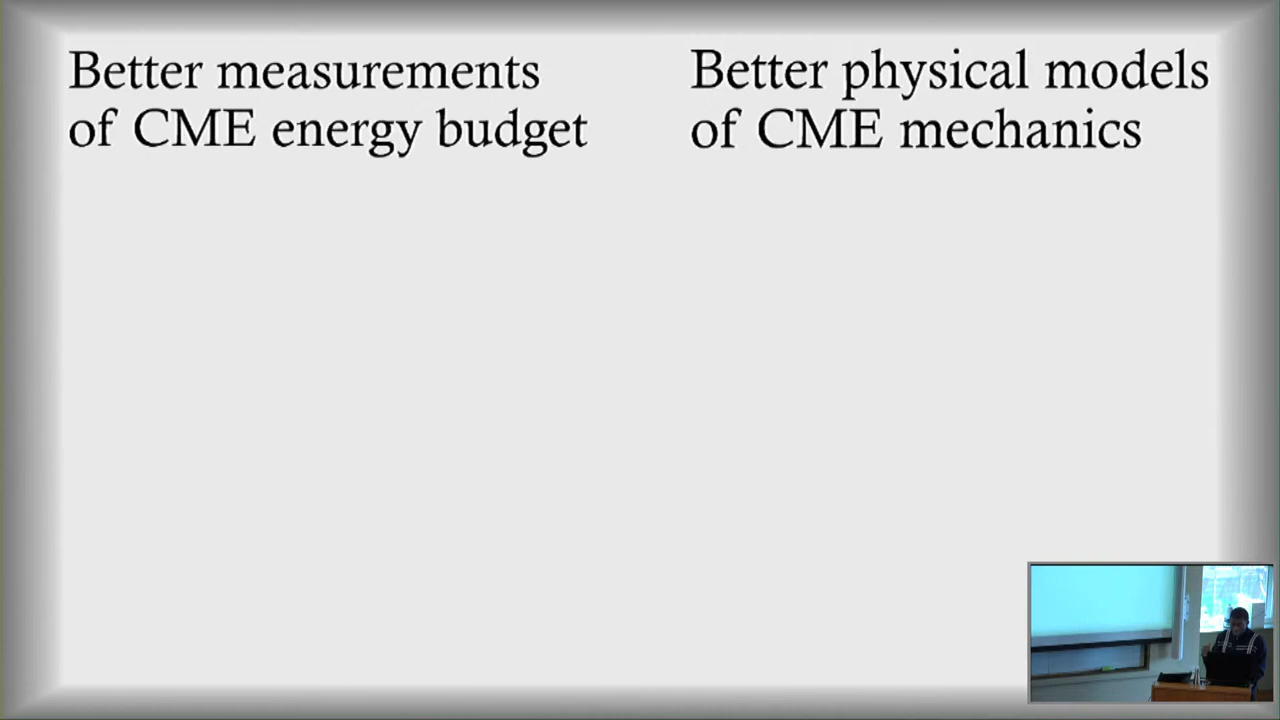 Better measurements
of CME energy budget
Better physical models
of CME mechanics